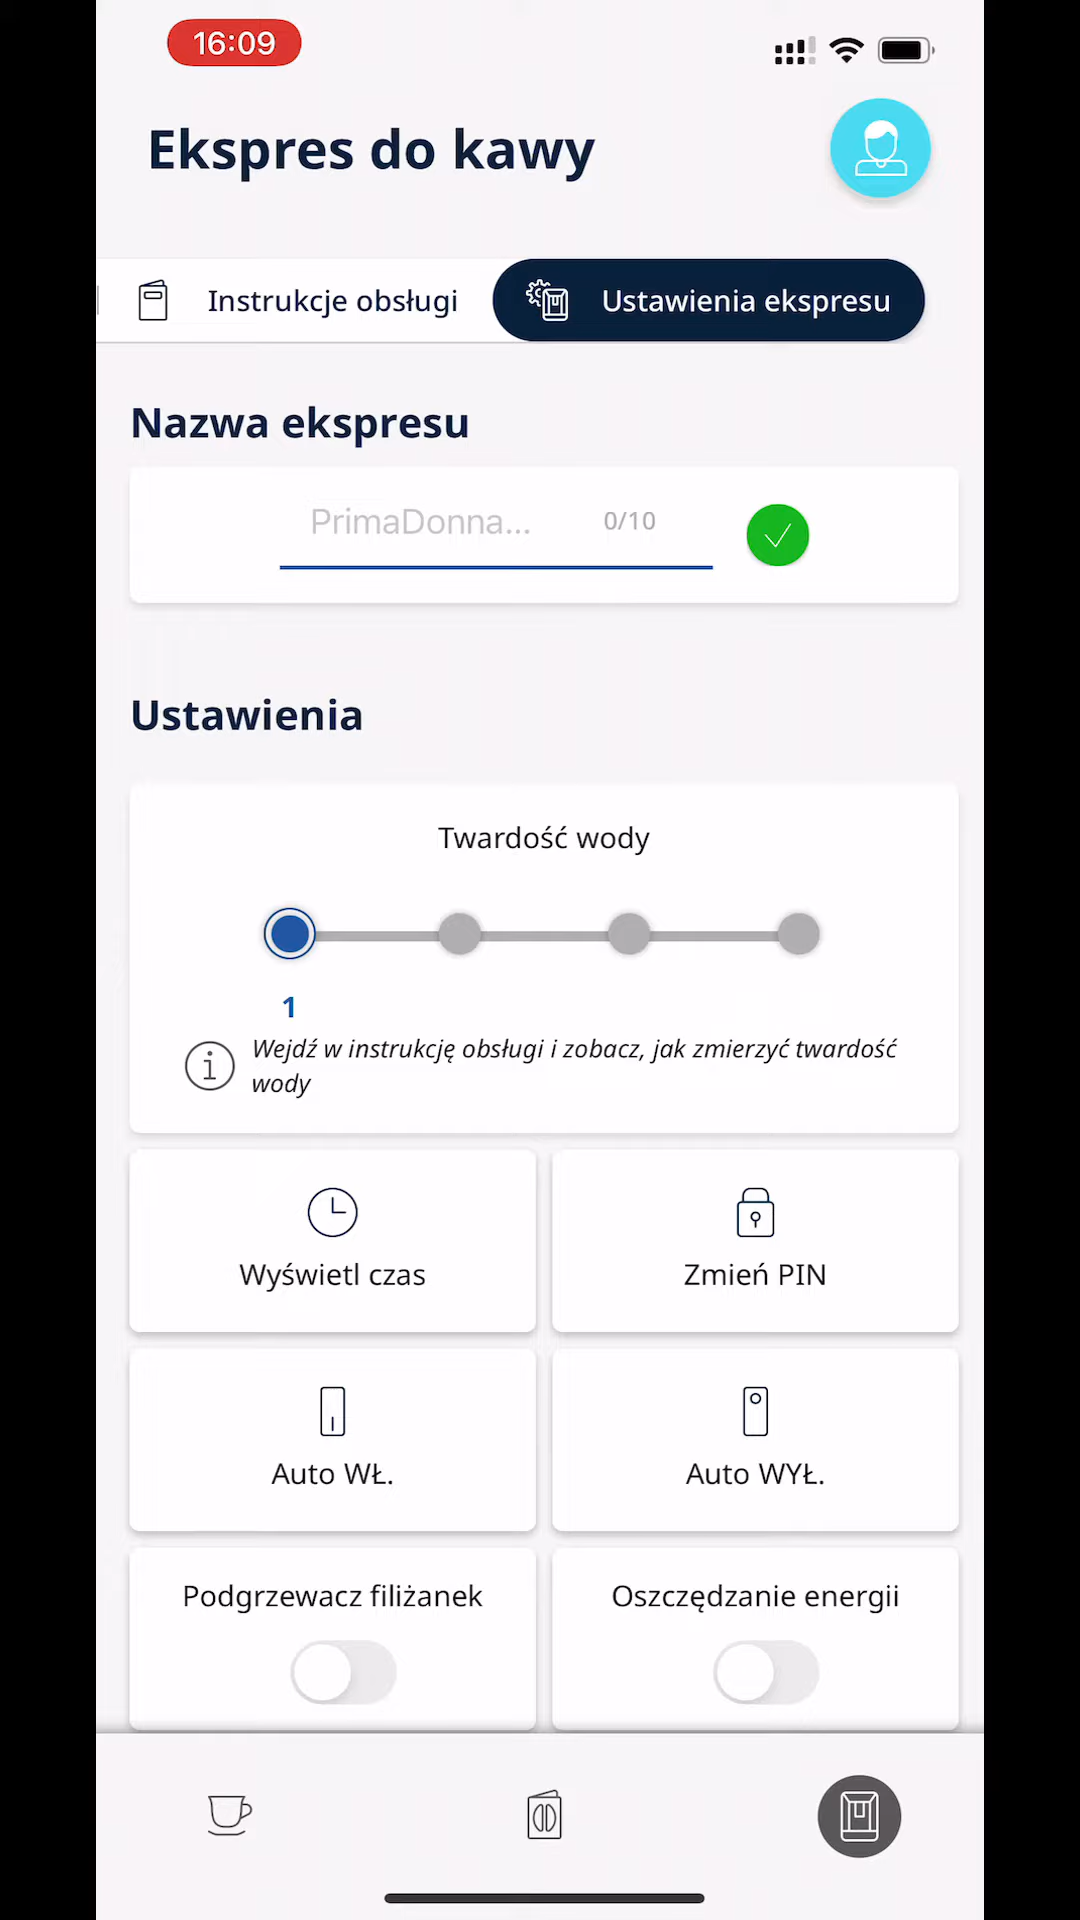 16:09
Ekspres do kawy
Instrukcje obsługi
Ustawienia ekspresu
Nazwa ekspresu
PrimaDonna... 0/10
Ustawienia
Twardość wody
1
Wejdź w instrukcję obsługi i zobacz, jak zmierzyć twardość
wody
Wyświetl czas
Zmień PIN
Auto WŁ.
Auto WYŁ.
Podgrzewacz filiżanek
Oszczędzanie energii